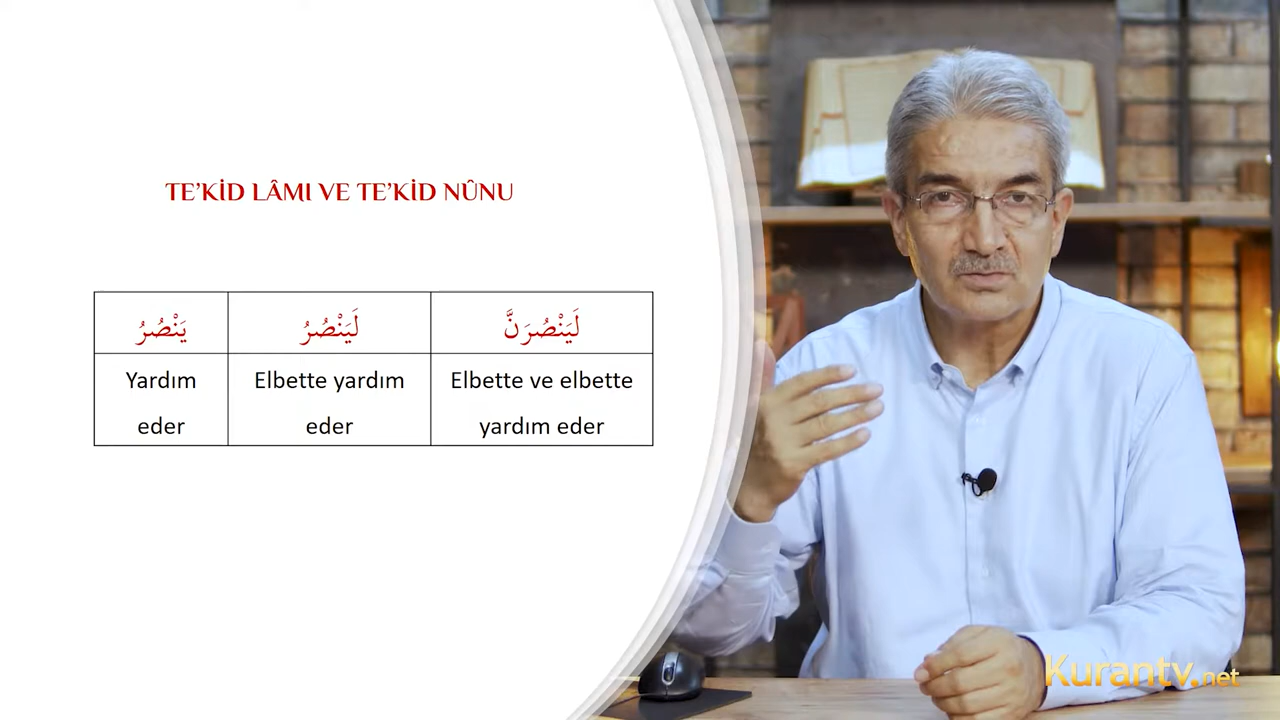 TE’KİD LÂMI VE TE’KİD NÛNU
يَنْصُرُ لَيَنْصُرُ لَيَنْصُرَنَّ
Yardım eder
Elbette yardım eder
Elbette ve elbette yardım eder
Kurantv.net